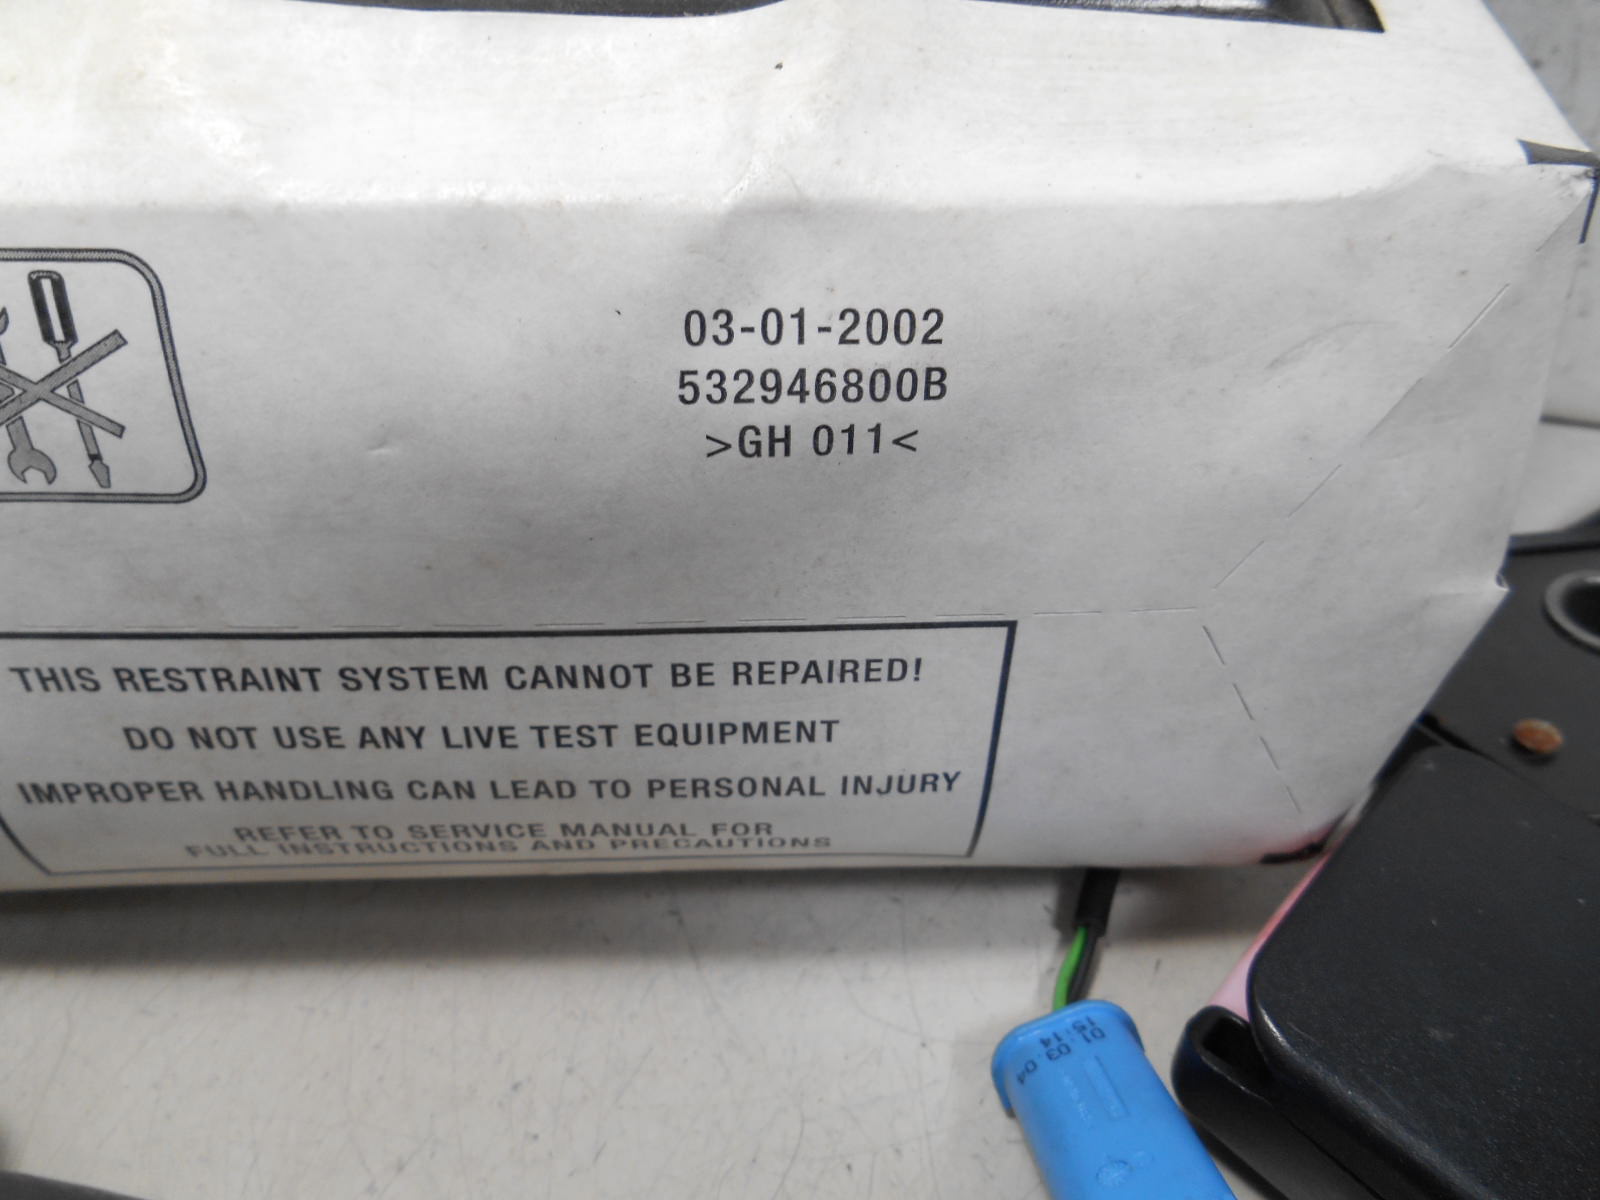 03-01-2002
532946800B
>GH 011<
THIS RESTRAINT SYSTEM CANNOT BE REPAIRED!
DO NOT USE ANY LIVE TEST EQUIPMENT
IMPROPER HANDLING CAN LEAD TO PERSONAL INJURY
REFER TO SERVICE MANUAL FOR
FULL INSTRUCTIONS AND PRECAUTIONS
01.03.04
15:14